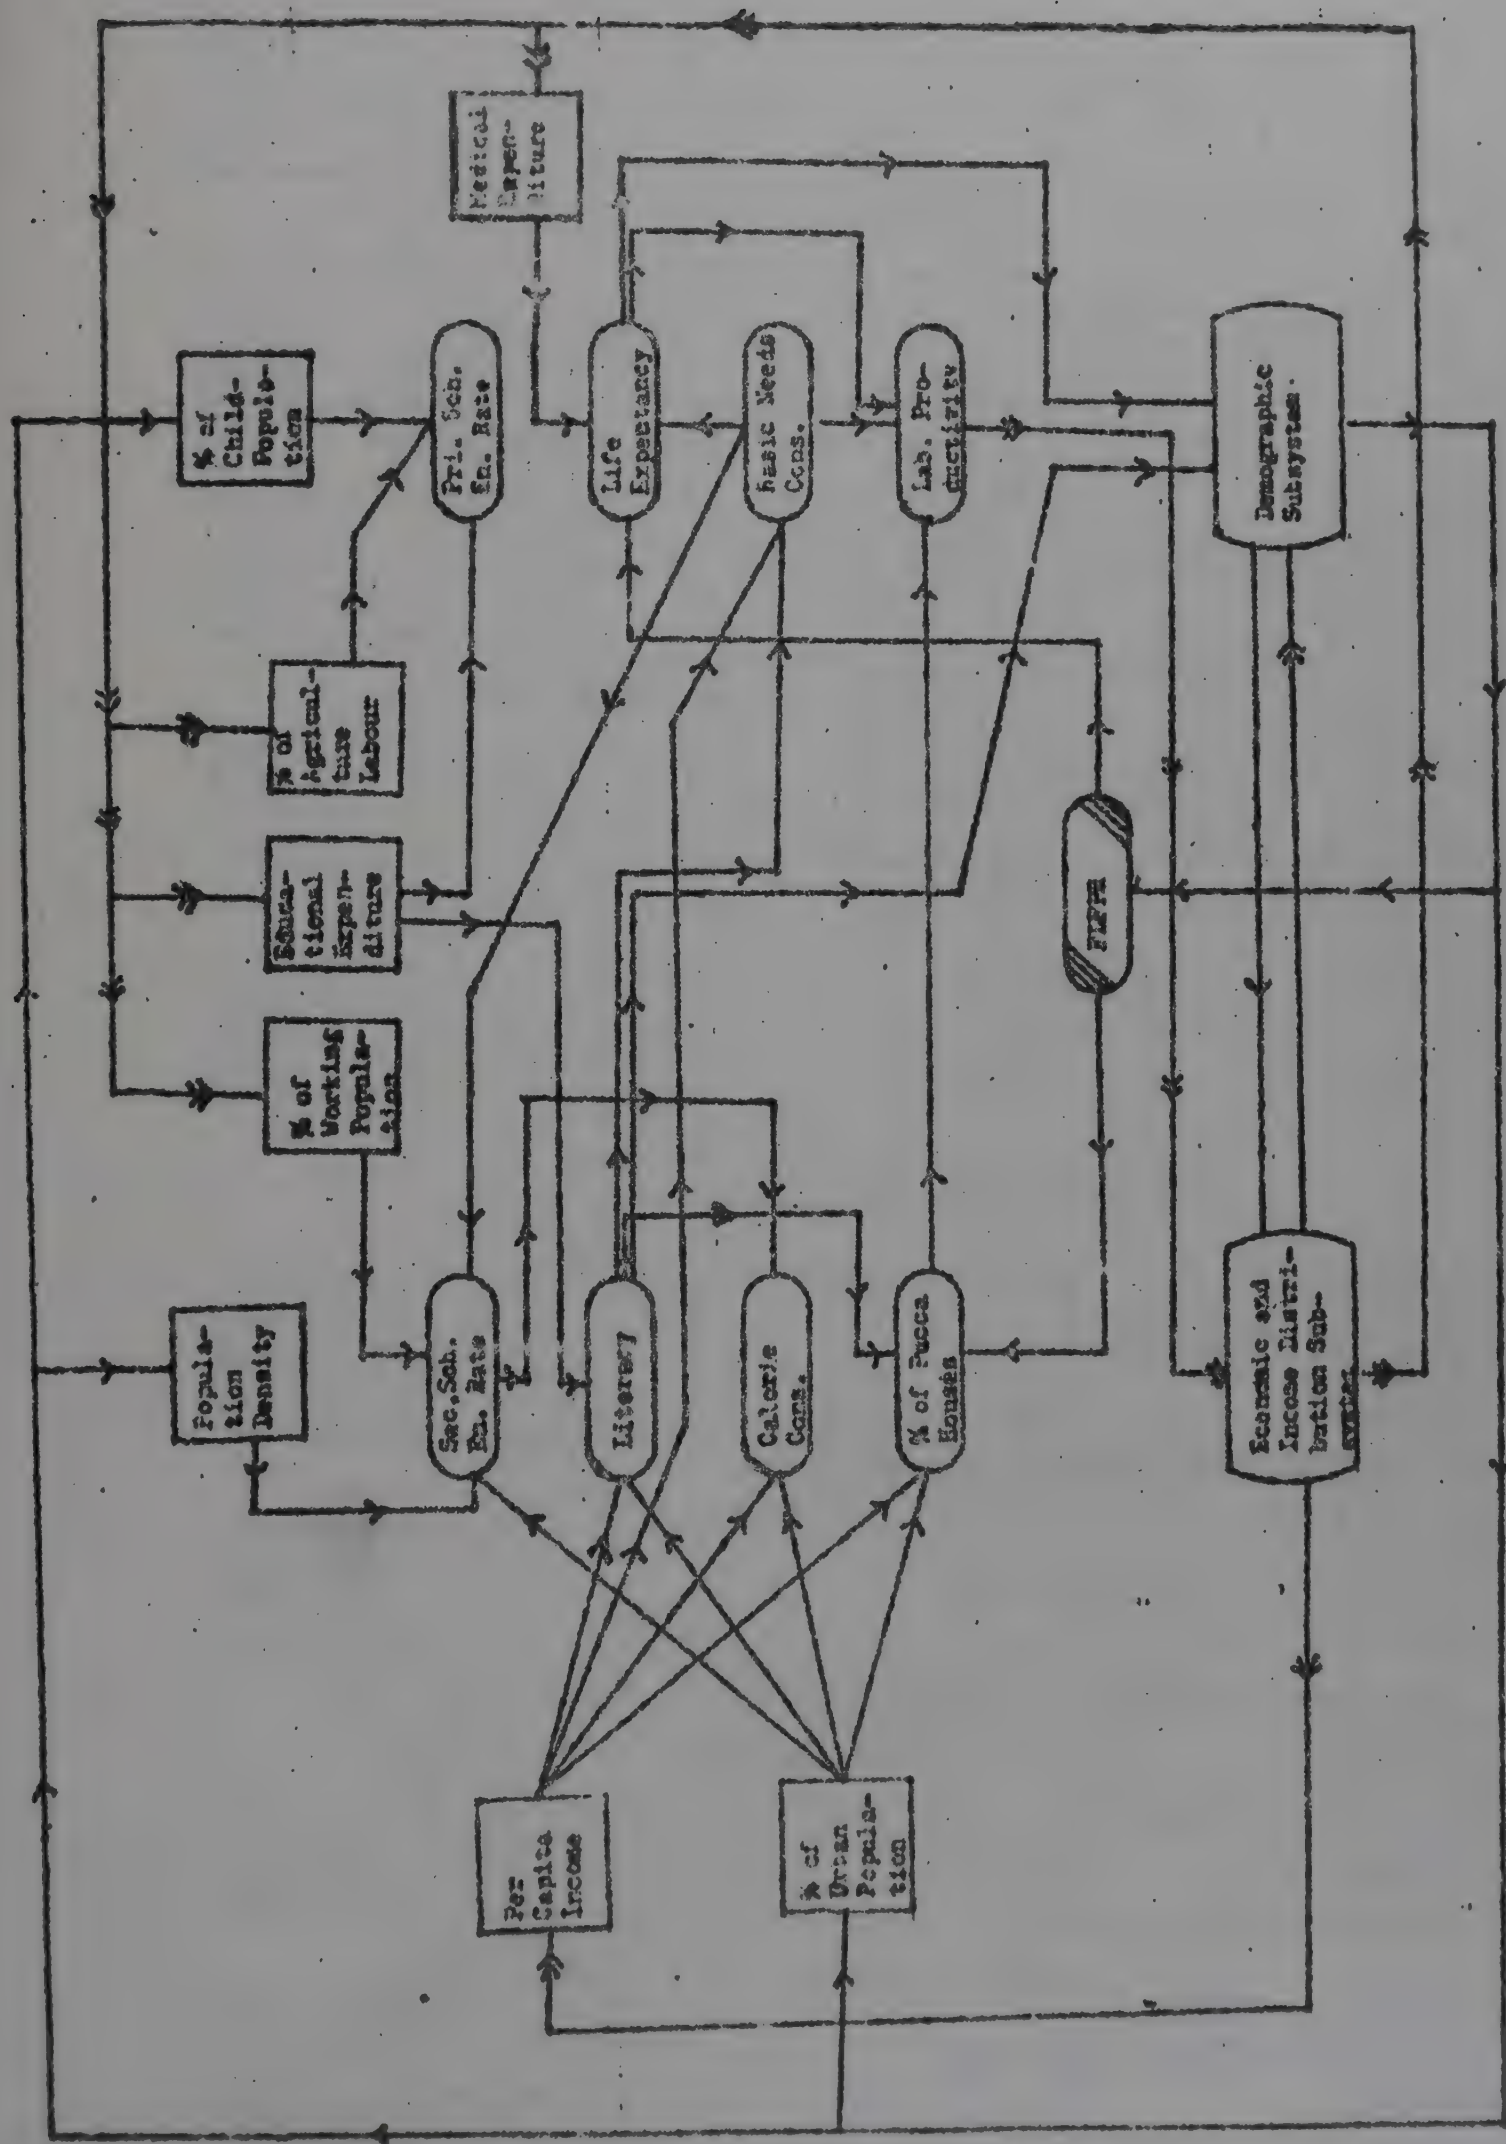 Per
Capita
Income
% of
Urban
Popula-
tion
Popula-
tion
Density
Sec. Sch.
En. Rate
Literacy
Calorie
Cons.
% of Pucca
Houses
Economic and
Income Distri-
bution Sub-
system
% of
Working
Popula-
tion
Educa-
tional
Expen-
diture
% of
Agricul-
ture
Labour
FLPR
% of
Child-
Popula-
tion
Pri. Sch.
En. Rate
Life
Expectancy
Basic Needs
Cons.
Lab. Pro-
ductivity
Demographic
Subsystem.
Medical
Expen-
diture